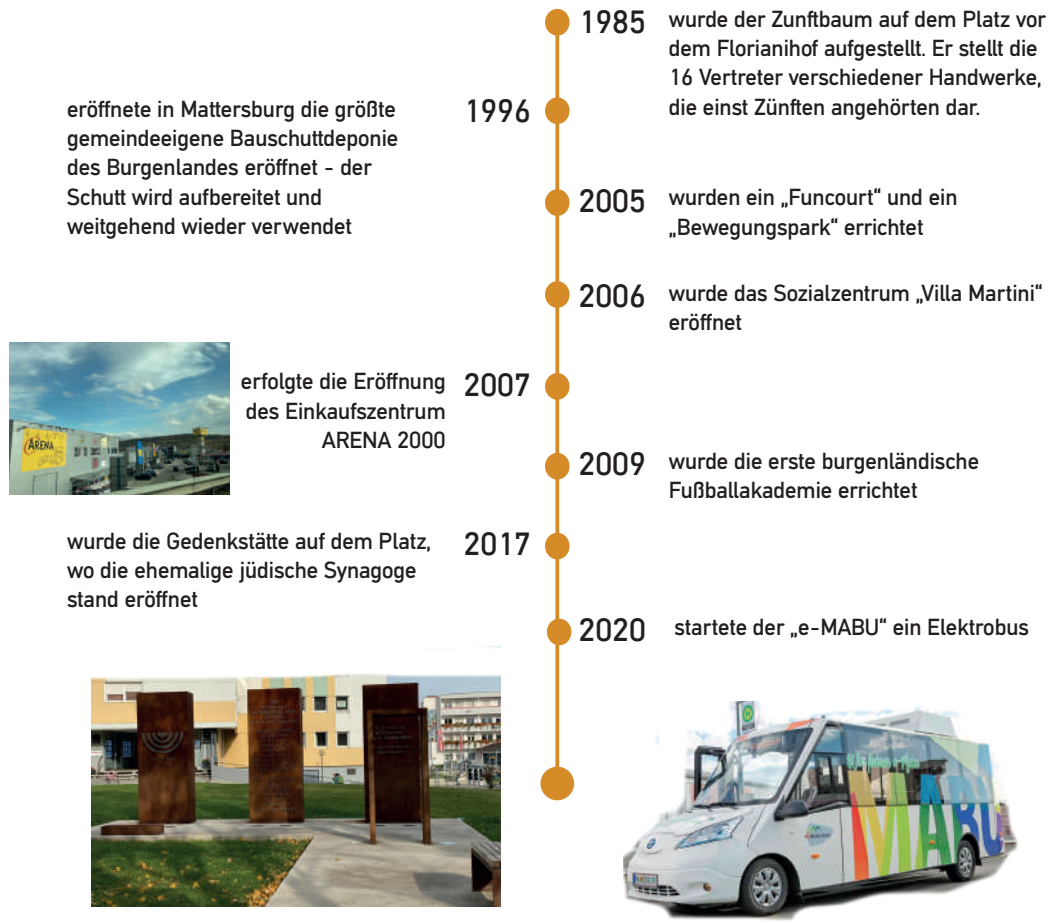 1985
wurde der Zunftbaum auf dem Platz vor
dem Florianihof aufgestellt. Er stellt die
16 Vertreter verschiedener Handwerke,
die einst Zünften angehörten dar.
1996
eröffnete in Mattersburg die größte
gemeindeeigene Bauschuttdeponie
des Burgenlandes eröffnet - der
Schutt wird aufbereitet und
weitgehend wieder verwendet
2005
wurden ein „Funcourt“ und ein
„Bewegungspark“ errichtet
2006
wurde das Sozialzentrum „Villa Martini“
eröffnet
2007
erfolgte die Eröffnung
des Einkaufszentrum
ARENA 2000
ARENA
2009
wurde die erste burgenländische
Fußballakademie errichtet
2017
wurde die Gedenkstätte auf dem Platz,
wo die ehemalige jüdische Synagoge
stand eröffnet
2020
startete der „e-MABU“ ein Elektrobus
H
MABU